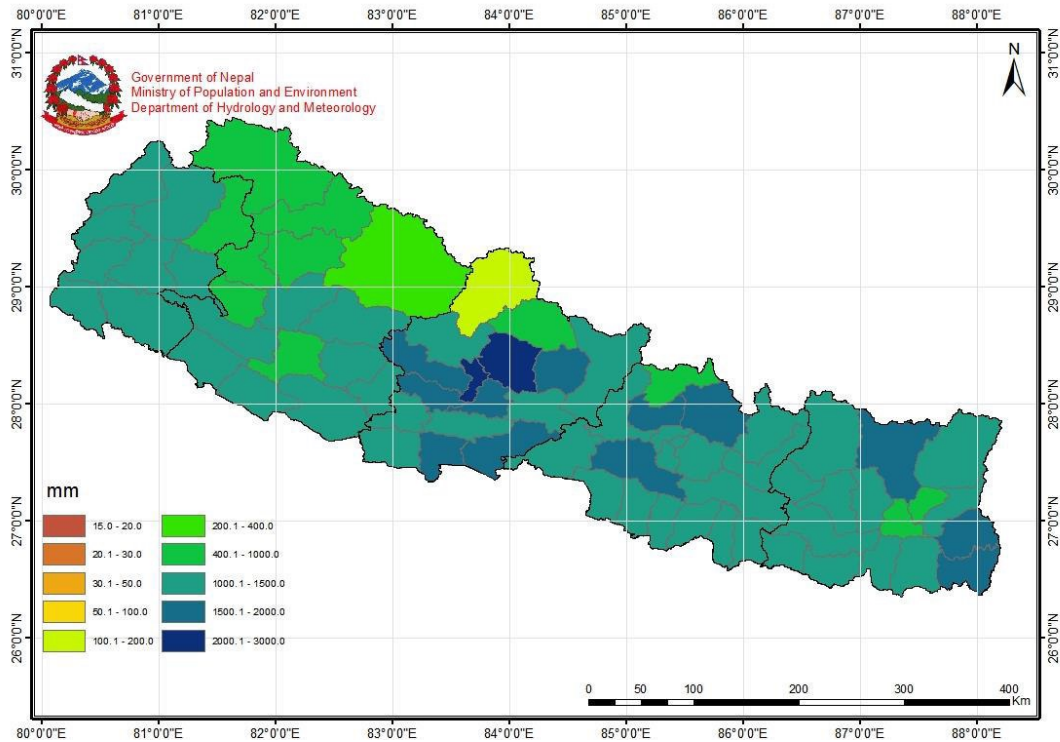 80°0'0"E 81°0'0"E 82°0'0"E 83°0'0"E 84°0'0"E 85°0'0"E 86°0'0"E 87°0'0"E 88°0'0"E
31°0'0"N
30°0'0"N
29°0'0"N
28°0'0"N
27°0'0"N
26°0'0"N
Government of Nepal
Ministry of Population and Environment
Department of Hydrology and Meteorology
N
31°0'0"N
30°0'0"N
29°0'0"N
28°0'0"N
27°0'0"N
26°0'0"N
mm
15.0 - 20.0 200.1 - 400.0
20.1 - 30.0 400.1 - 1000.0
30.1 - 50.0 1000.1 - 1500.0
50.1 - 100.0 1500.1 - 2000.0
100.1 - 200.0 2000.1 - 3000.0
0 50 100 200 300 400
Km
80°0'0"E 81°0'0"E 82°0'0"E 83°0'0"E 84°0'0"E 85°0'0"E 86°0'0"E 87°0'0"E 88°0'0"E